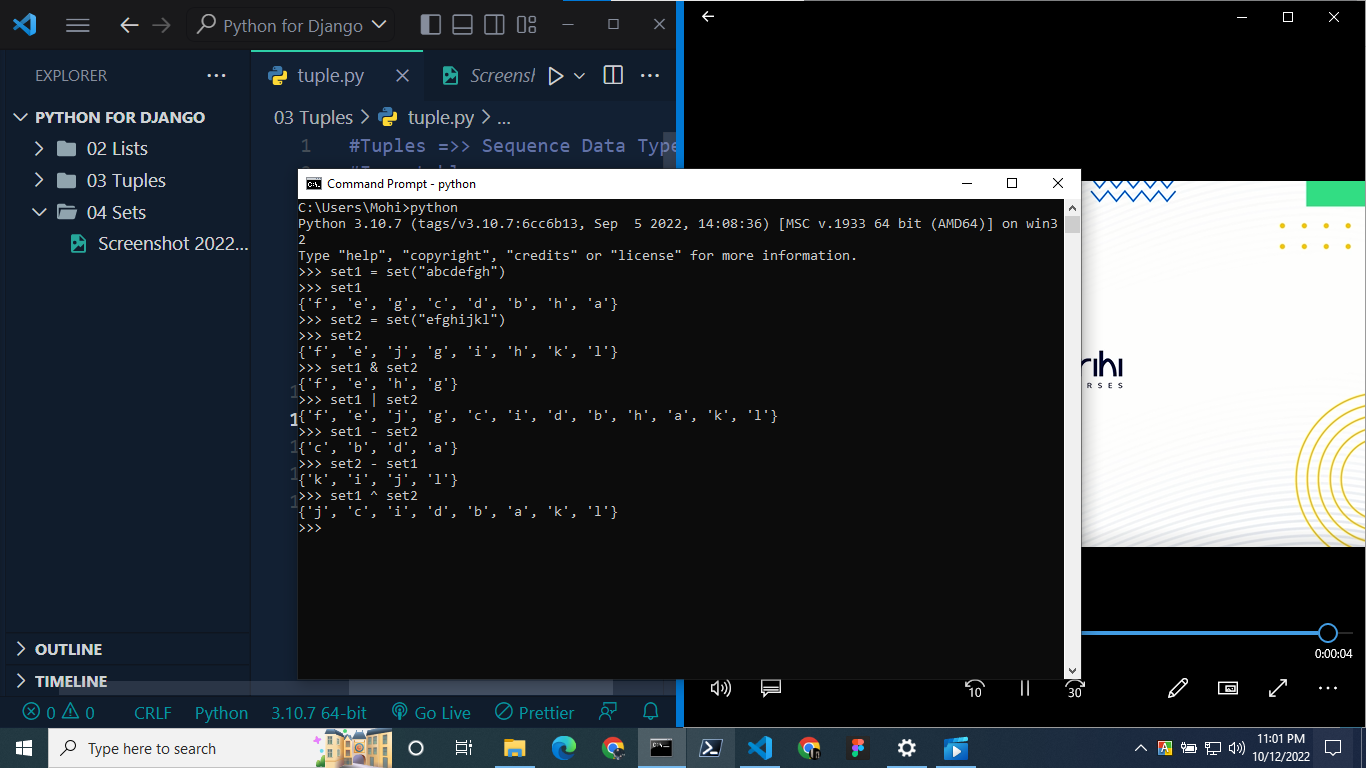 Python for Django
EXPLORER
tuple.py
Screensh
PYTHON FOR DJANGO
02 Lists
03 Tuples
04 Sets
Screenshot 2022...
03 Tuples > tuple.py > ...
1 #Tuples =>> Sequence Data Type
Command Prompt - python
C:\Users\Mohi>python
Python 3.10.7 (tags/v3.10.7:6cc6b13, Sep  5 2022, 14:08:36) [MSC v.1933 64 bit (AMD64)] on win3
2
Type "help", "copyright", "credits" or "license" for more information.
>>> set1 = set("abcdefgh")
>>> set1
{'f', 'e', 'g', 'c', 'd', 'b', 'h', 'a'}
>>> set2 = set("efghijkl")
>>> set2
{'f', 'e', 'j', 'g', 'i', 'h', 'k', 'l'}
>>> set1 & set2
{'f', 'e', 'h', 'g'}
>>> set1 | set2
{'f', 'e', 'j', 'g', 'c', 'i', 'd', 'b', 'h', 'a', 'k', 'l'}
>>> set1 - set2
{'c', 'b', 'd', 'a'}
>>> set2 - set1
{'k', 'i', 'j', 'l'}
>>> set1 ^ set2
{'j', 'c', 'i', 'd', 'b', 'a', 'k', 'l'}
>>>
OUTLINE
TIMELINE
0 0 CRLF Python 3.10.7 64-bit Go Live Prettier
0:00:04
10
30
Type here to search
11:01 PM
10/12/2022